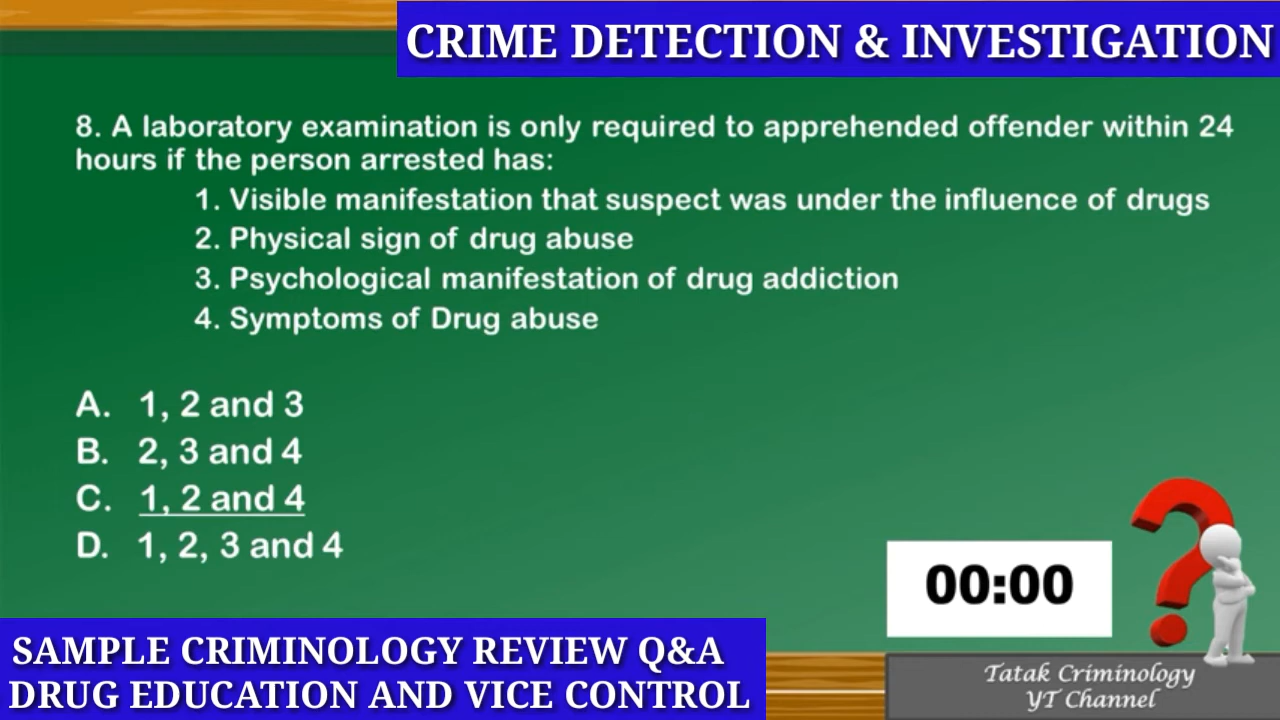 CRIME DETECTION & INVESTIGATION
8. A laboratory examination is only required to apprehended offender within 24
hours if the person arrested has:
1. Visible manifestation that suspect was under the influence of drugs
2. Physical sign of drug abuse
3. Psychological manifestation of drug addiction
4. Symptoms of Drug abuse
A. 1, 2 and 3
B. 2, 3 and 4
C. 1, 2 and 4
D. 1, 2, 3 and 4
00:00
SAMPLE CRIMINOLOGY REVIEW Q&A
DRUG EDUCATION AND VICE CONTROL
Tatak Criminology
YT Channel